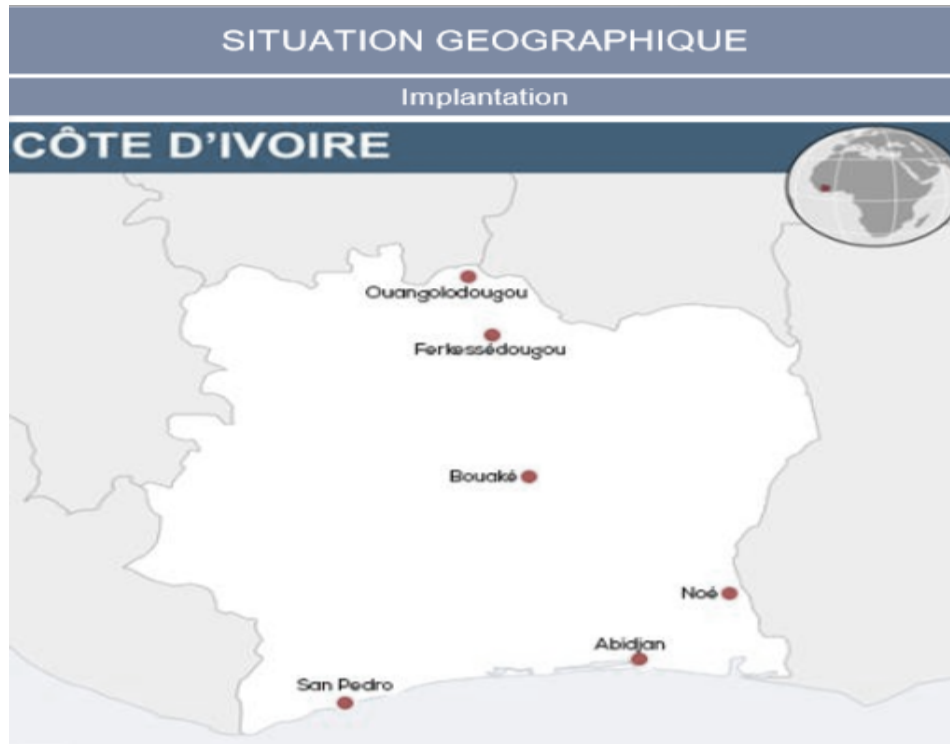 SITUATION GEOGRAPHIQUE
Implantation
CÔTE D'IVOIRE
Ouangolodougou
Ferkessédougou
Bouaké
Noé
Abidjan
San Pedro